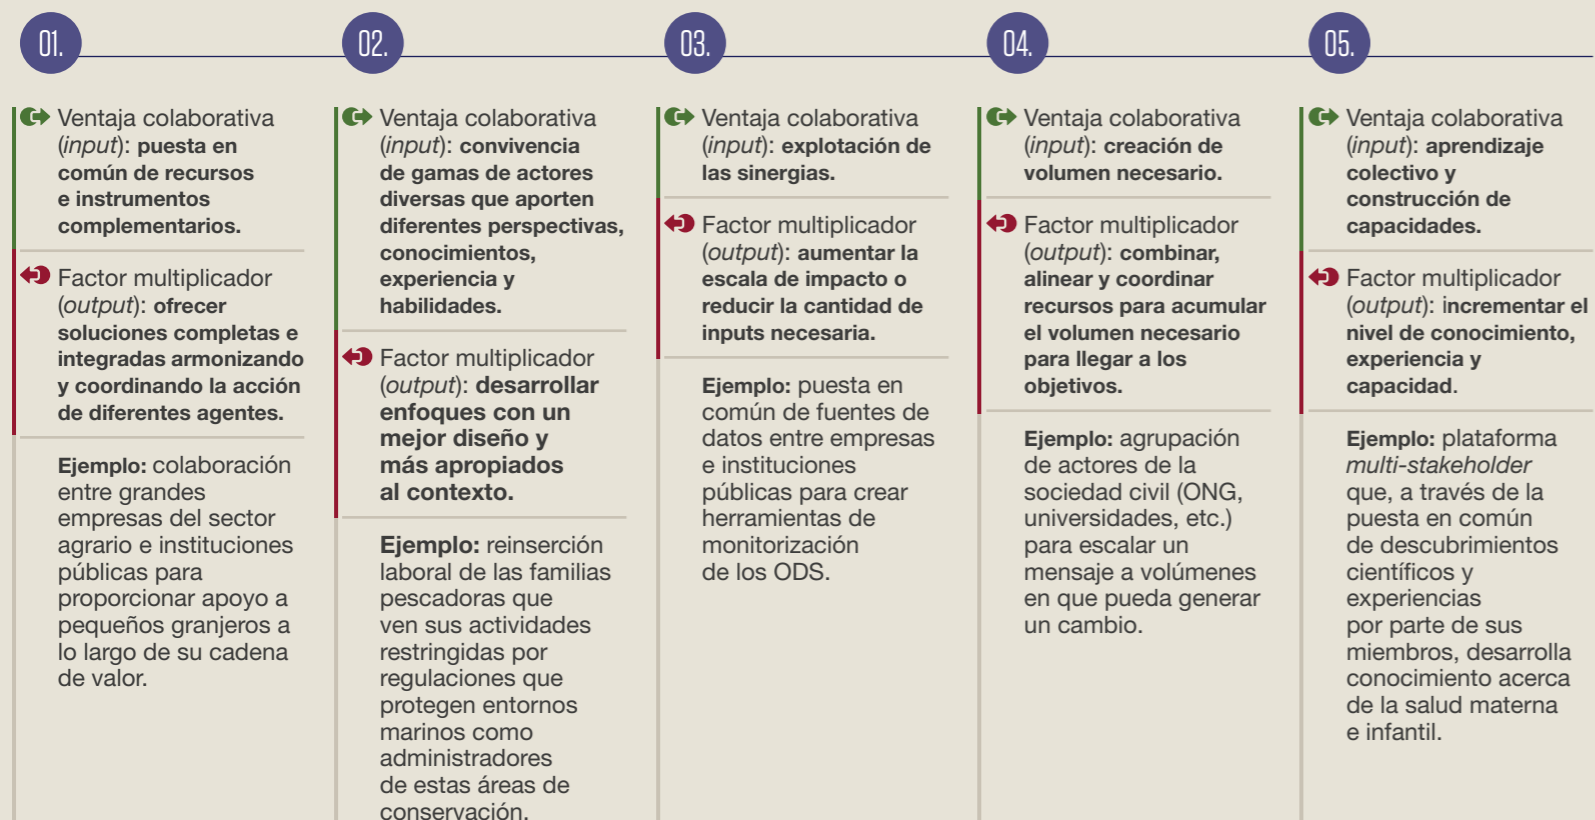 01.
Ventaja colaborativa
(input): puesta en
común de recursos
e instrumentos
complementarios.
Factor multiplicador
(output): ofrecer
soluciones completas e
integradas armonizando
y coordinando la acción
de diferentes agentes.
Ejemplo: colaboración
entre grandes
empresas del sector
agrario e instituciones
públicas para
proporcionar apoyo a
pequeños granjeros a
lo largo de su cadena
de valor.
02.
Ventaja colaborativa
(input): convivencia
de gamas de actores
diversas que aporten
diferentes perspectivas,
conocimientos,
experiencia y
habilidades.
Factor multiplicador
(output): desarrollar
enfoques con un
mejor diseño y
más apropiados
al contexto.
Ejemplo: reinserción
laboral de las familias
pescadoras que
ven sus actividades
restringidas por
regulaciones que
protegen entornos
marinos como
administradores
de estas áreas de
conservación.
03.
Ventaja colaborativa
(input): explotación de
las sinergias.
Factor multiplicador
(output): aumentar la
escala de impacto o
reducir la cantidad de
inputs necesaria.
Ejemplo: puesta en
común de fuentes de
datos entre empresas
e instituciones
públicas para crear
herramientas de
monitorización
de los ODS.
04.
Ventaja colaborativa
(input): creación de
volumen necesario.
Factor multiplicador
(output): combinar,
alinear y coordinar
recursos para acumular
el volumen necesario
para llegar a los
objetivos.
Ejemplo: agrupación
de actores de la
sociedad civil (ONG,
universidades, etc.)
para escalar un
mensaje a volúmenes
en que pueda generar
un cambio.
05.
Ventaja colaborativa
(input): aprendizaje
colectivo y
construcción de
capacidades.
Factor multiplicador
(output): incrementar el
nivel de conocimiento,
experiencia y
capacidad.
Ejemplo: plataforma
multi-stakeholder
que, a través de la
puesta en común
de descubrimientos
científicos y
experiencias
por parte de sus
miembros, desarrolla
conocimiento acerca
de la salud materna
e infantil.